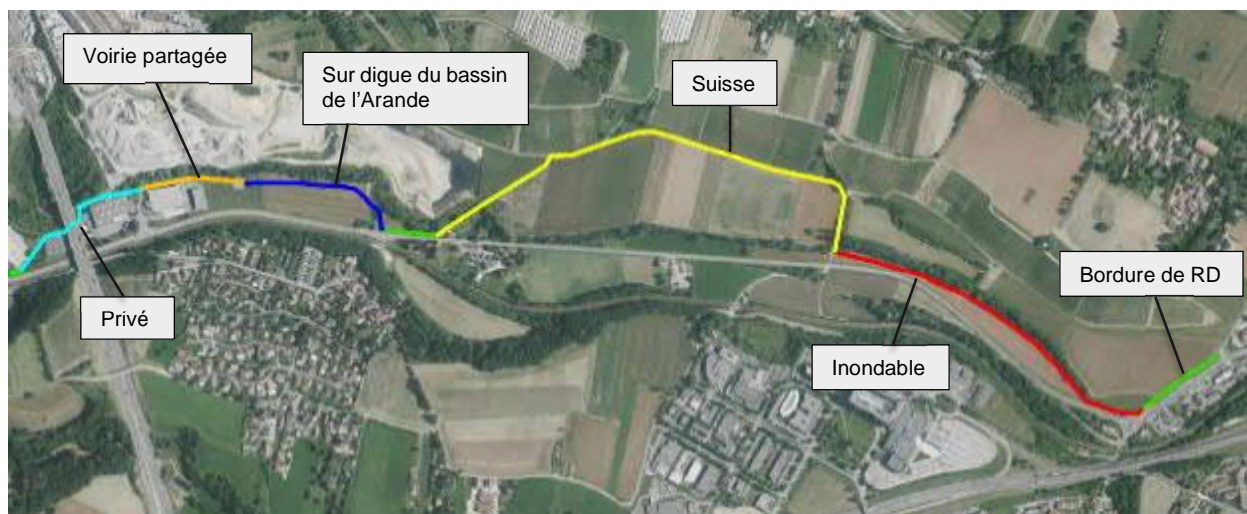 Voirie partagée
Sur digue du bassin
de l'Arande
Suisse
Privé
Inondable
Bordure de RD